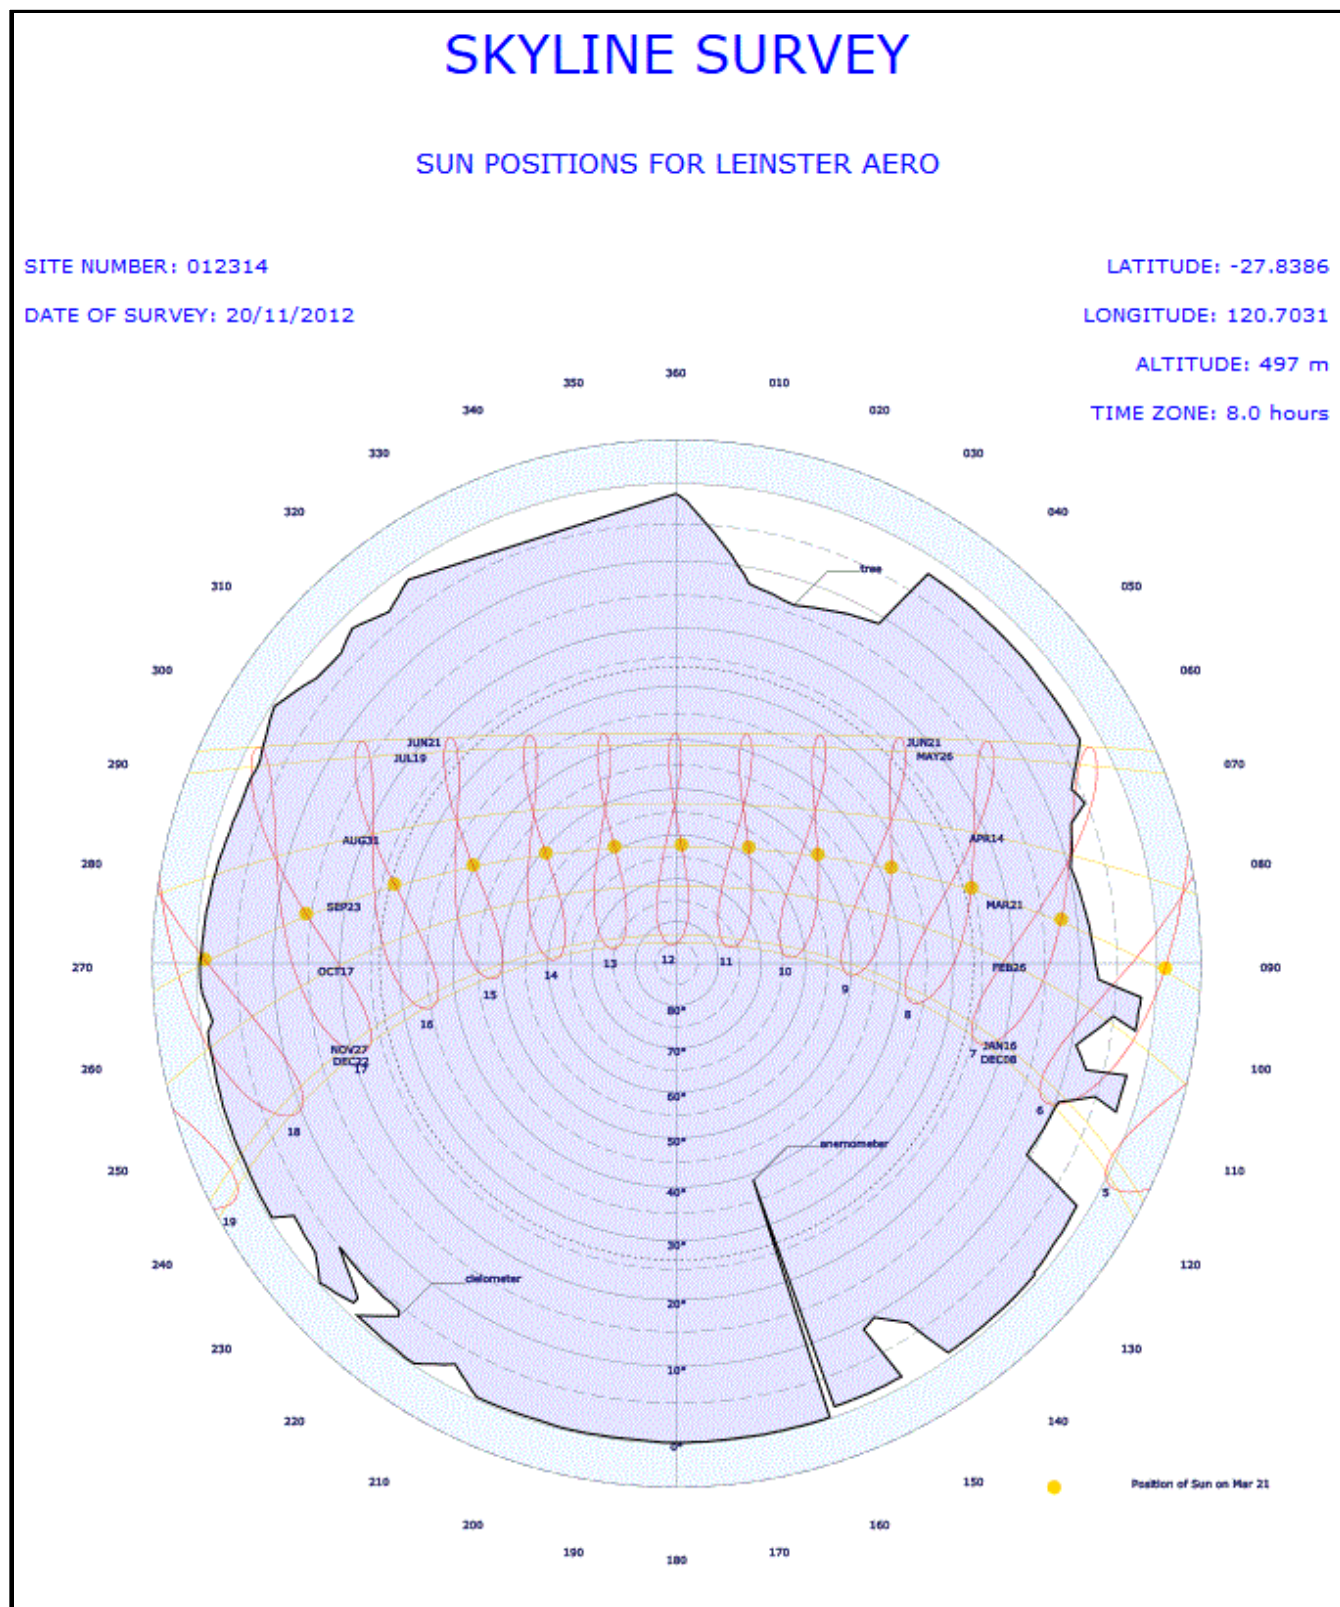 SKYLINE SURVEY
SUN POSITIONS FOR LEINSTER AERO
SITE NUMBER: 012314
LATITUDE: -27.8386
DATE OF SURVEY: 20/11/2012
LONGITUDE: 120.7031
ALTITUDE: 497 m
TIME ZONE: 8.0 hours
360
350
010
340
020
330
030
320
040
310
050
300
060
290
070
280
080
270
090
260
100
250
110
240
120
230
130
220
140
210
150
200
160
190
170
180
tree
JUN21
JUL19
JUN21
MAY26
AUG31
APR14
SEP23
MAR21
OCT17
FEB26
NOV27
DEC22
JAN16
DEC08
19
18
17
16
15
14
13
12
11
10
9
8
7
6
5
80°
70°
60°
50°
40°
30°
20°
10°
0°
anemometer
cielometer
Position of Sun on Mar 21